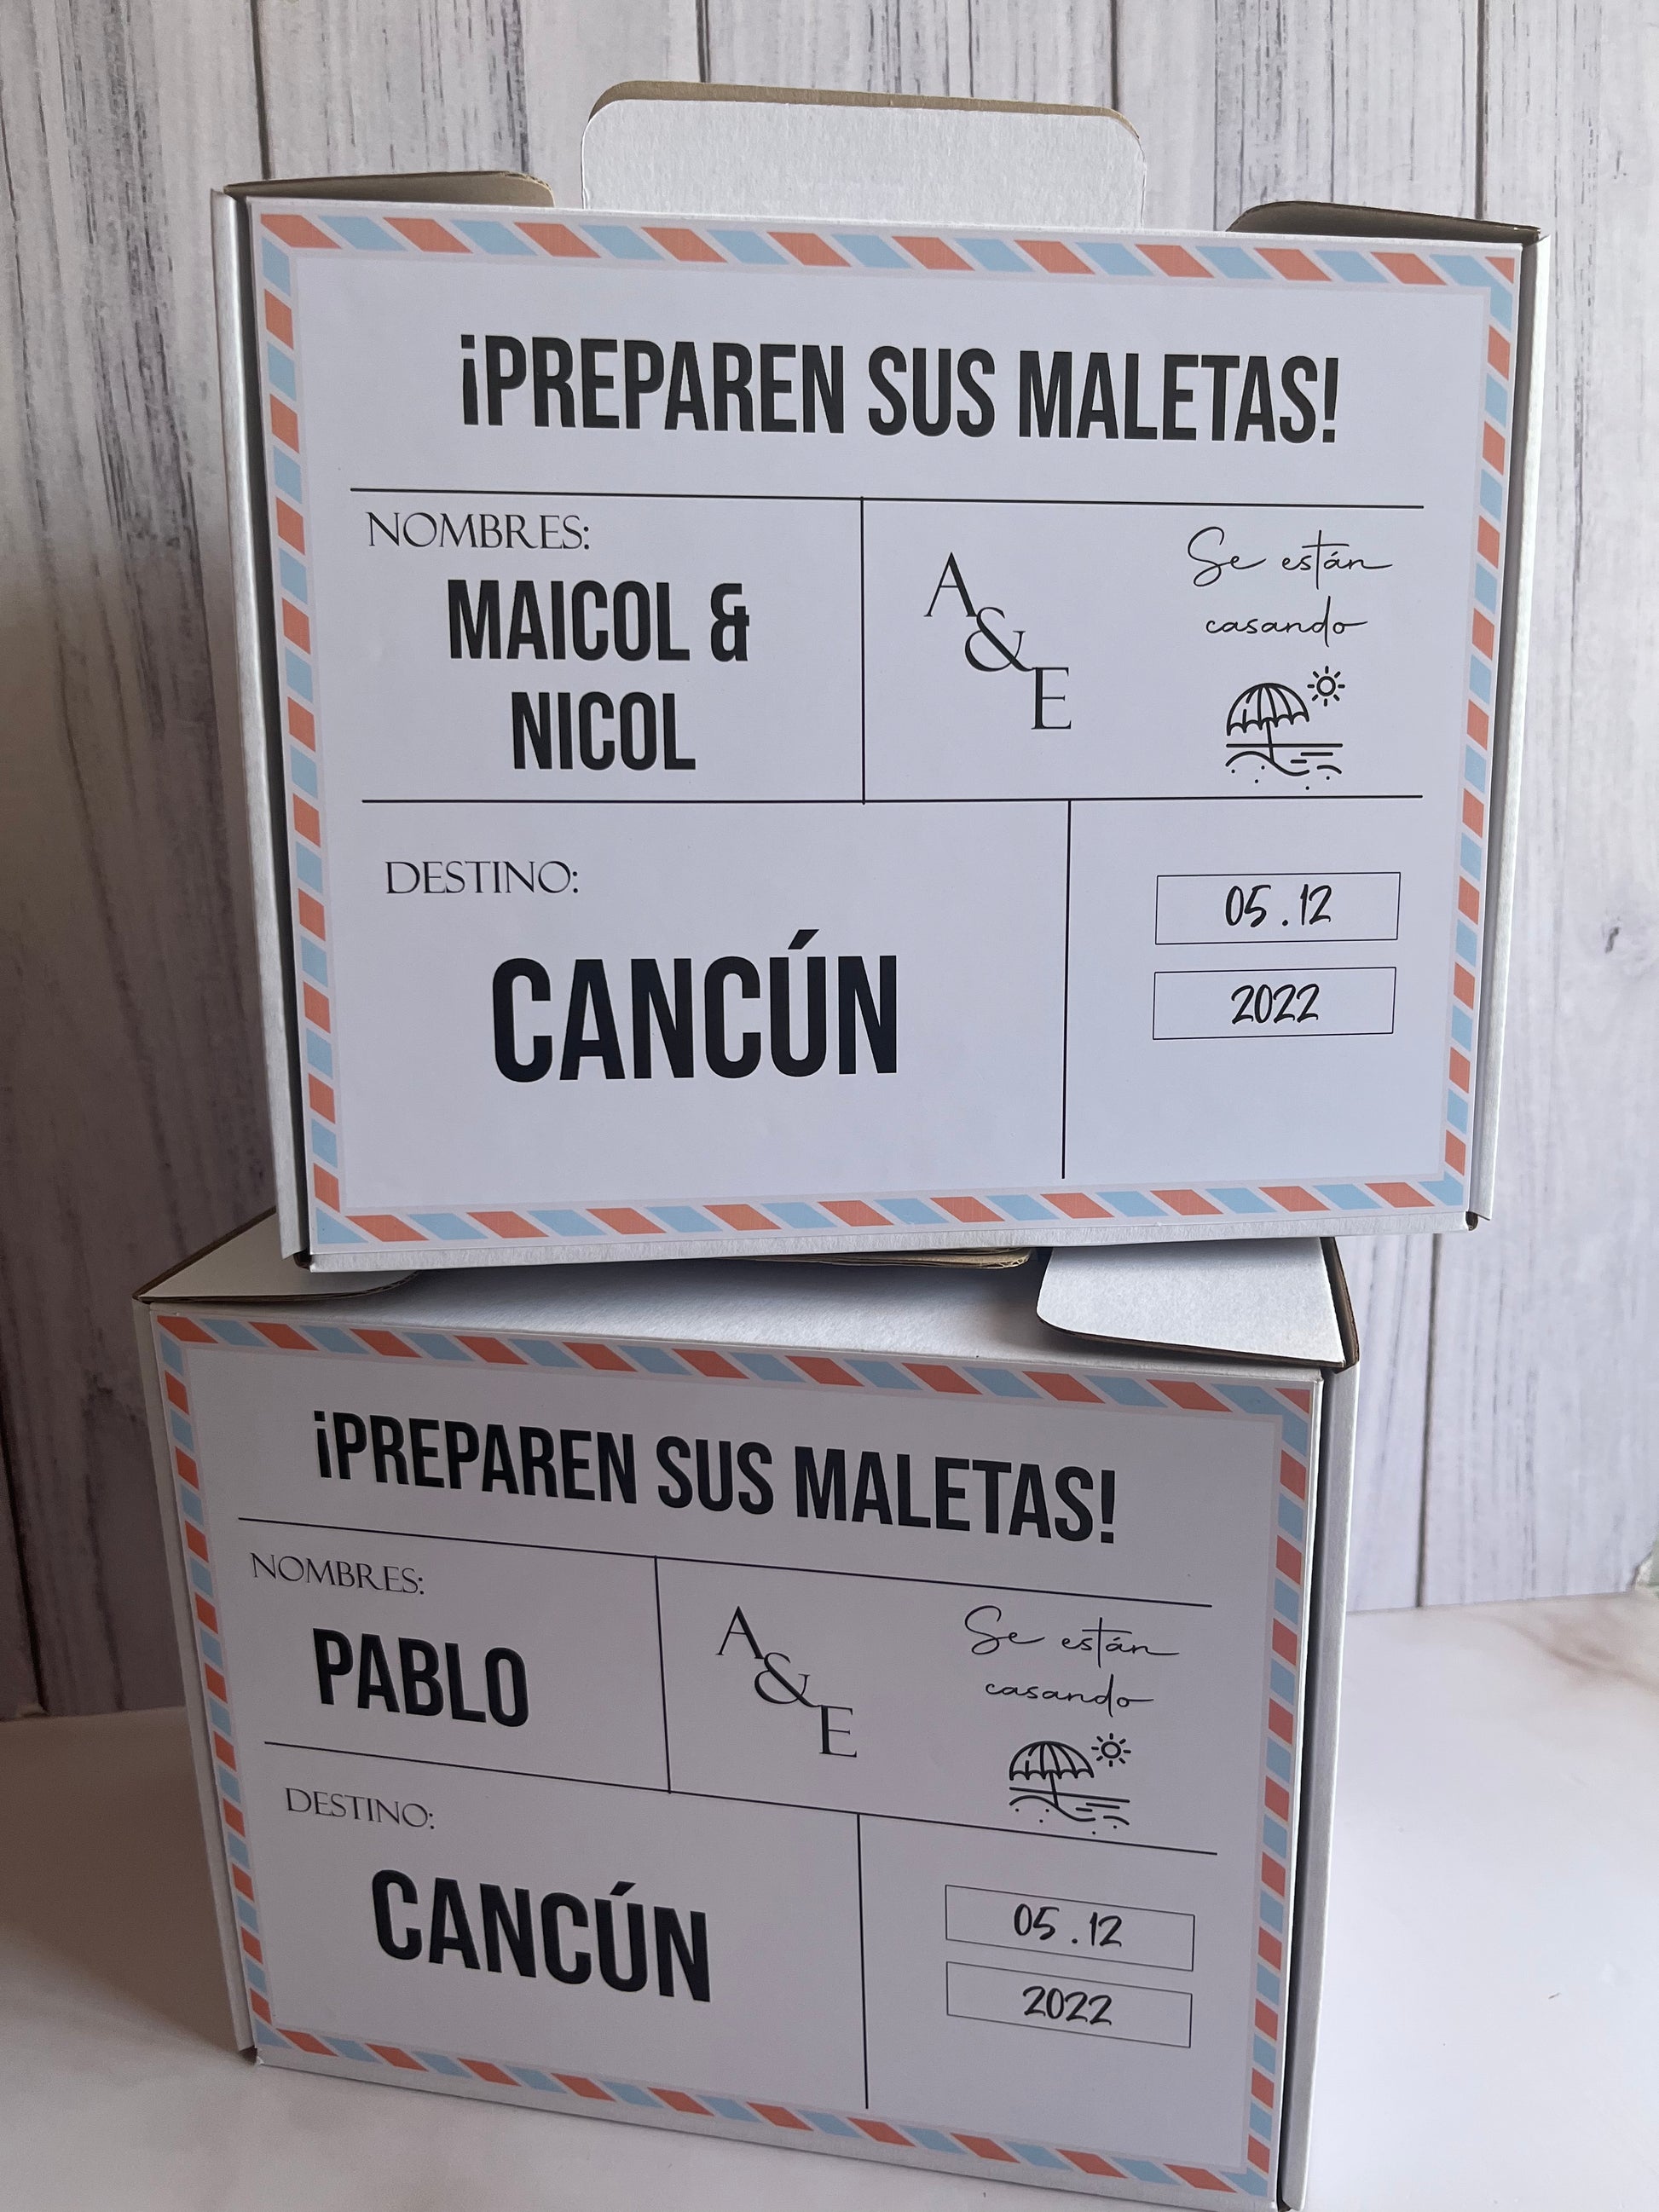 ¡PREPAREN SUS MALETAS!
NOMBRES:
MAICOL &
NICOL
A
&
E
Se están
casando
DESTINO:
CANCÚN
05.12
2022
¡PREPAREN SUS MALETAS!
NOMBRES:
PABLO
A
&
E
Se están
casando
DESTINO:
CANCÚN
05.12
2022